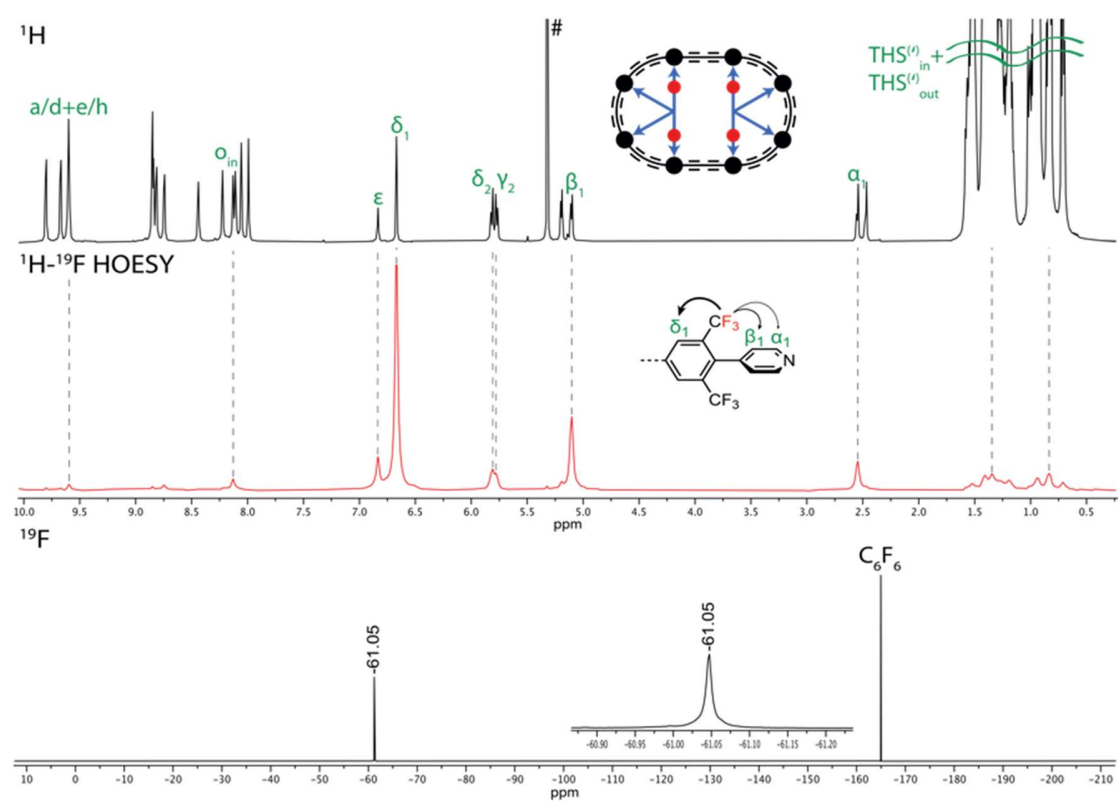 ¹H
#
THS⁽′⁾in+
THS⁽′⁾out
a/d+e/h
oin
ε
δ₁
δ₂ γ₂
β₁
α₁
¹H-¹⁹F HOESY
δ₁
CF₃
β₁ α₁
N
CF₃
10.0 9.5 9.0 8.5 8.0 7.5 7.0 6.5 6.0 5.5 5.0 4.5 4.0 3.5 3.0 2.5 2.0 1.5 1.0 0.5
ppm
¹⁹F
C₆F₆
-61.05
-61.05
-60.90 -60.95 -61.00 -61.05 -61.10 -61.15 -61.20
10 0 -10 -20 -30 -40 -50 -60 -70 -80 -90 -100 -110 -120 -130 -140 -150 -160 -170 -180 -190 -200 -210
ppm